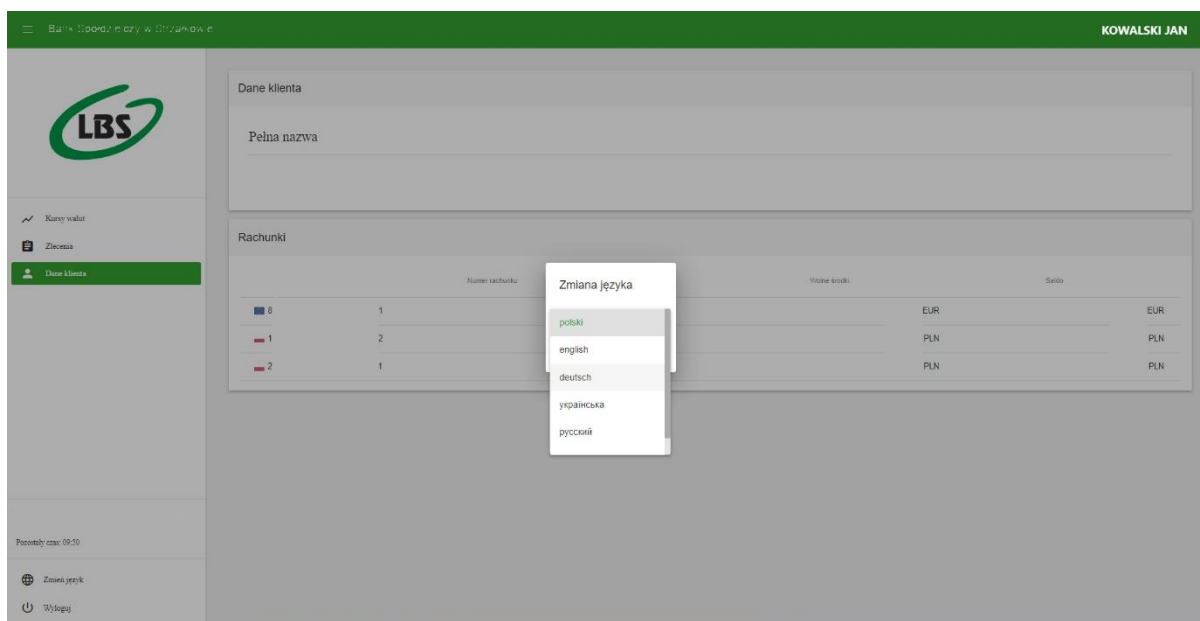 Bank Spółdzielczy w Strzałkowie
KOWALSKI JAN
LBS
Dane klienta
Pełna nazwa
Kursy walut
Zlecenia
Dane klienta
Rachunki
Numer rachunku Wolne środki Saldo
8 1 EUR EUR
1 2 PLN PLN
2 1 PLN PLN
Zmiana języka
polski
english
deutsch
українська
русский
Pozostały czas: 09:50
Zmień język
Wyloguj